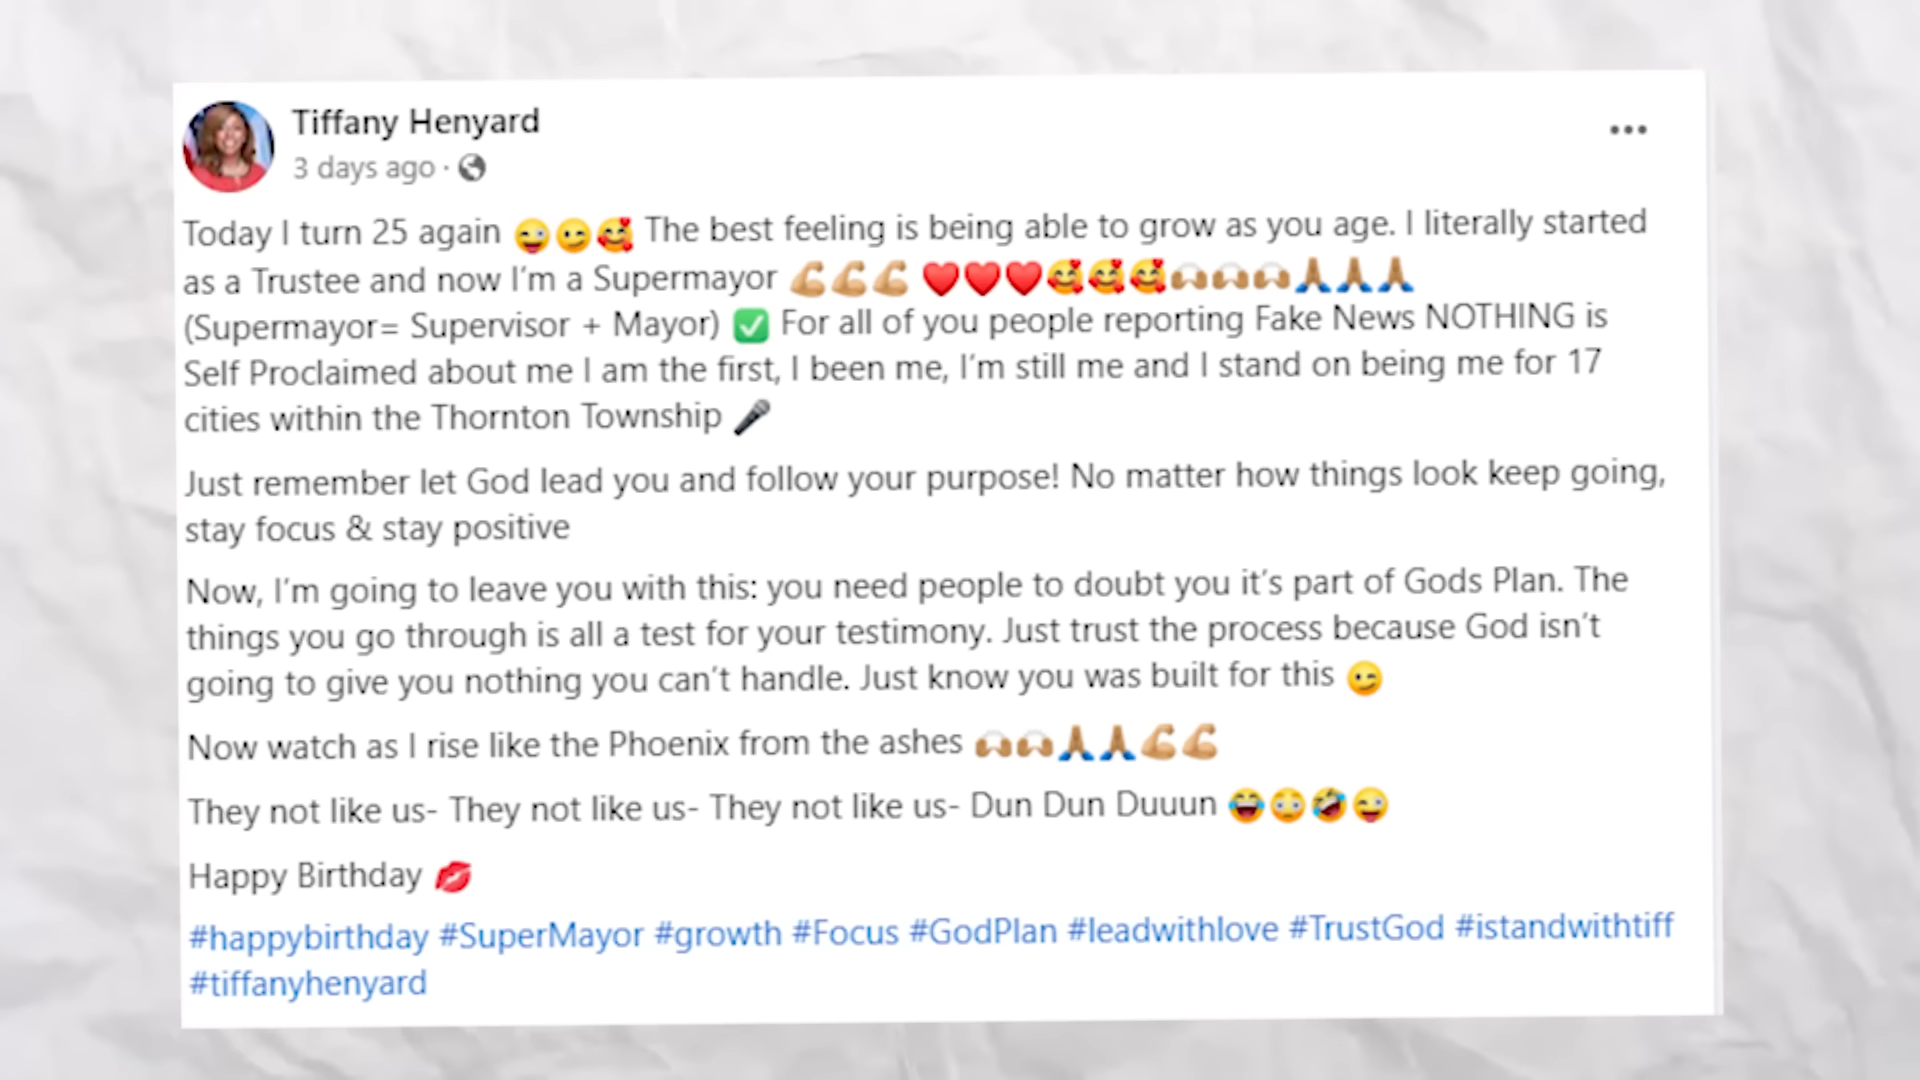 Tiffany Henyard
3 days ago ·
Today I turn 25 again 😜😉🥰 The best feeling is being able to grow as you age. I literally started
as a Trustee and now I'm a Supermayor 💪🏽💪🏽💪🏽 ❤️❤️❤️🥰🥰🥰🙌🏽🙌🏽🙌🏽🙏🏽🙏🏽🙏🏽
(Supermayor= Supervisor + Mayor) ✅ For all of you people reporting Fake News NOTHING is
Self Proclaimed about me I am the first, I been me, I'm still me and I stand on being me for 17
cities within the Thornton Township 🎤
Just remember let God lead you and follow your purpose! No matter how things look keep going,
stay focus & stay positive
Now, I'm going to leave you with this: you need people to doubt you it's part of Gods Plan. The
things you go through is all a test for your testimony. Just trust the process because God isn't
going to give you nothing you can't handle. Just know you was built for this 😉
Now watch as I rise like the Phoenix from the ashes 🙌🏽🙌🏽🙏🏽🙏🏽💪🏽💪🏽
They not like us- They not like us- They not like us- Dun Dun Duuun 😂😳🤣😜
Happy Birthday 💋
#happybirthday #SuperMayor #growth #Focus #GodPlan #leadwithlove #TrustGod #istandwithtiff
#tiffanyhenyard